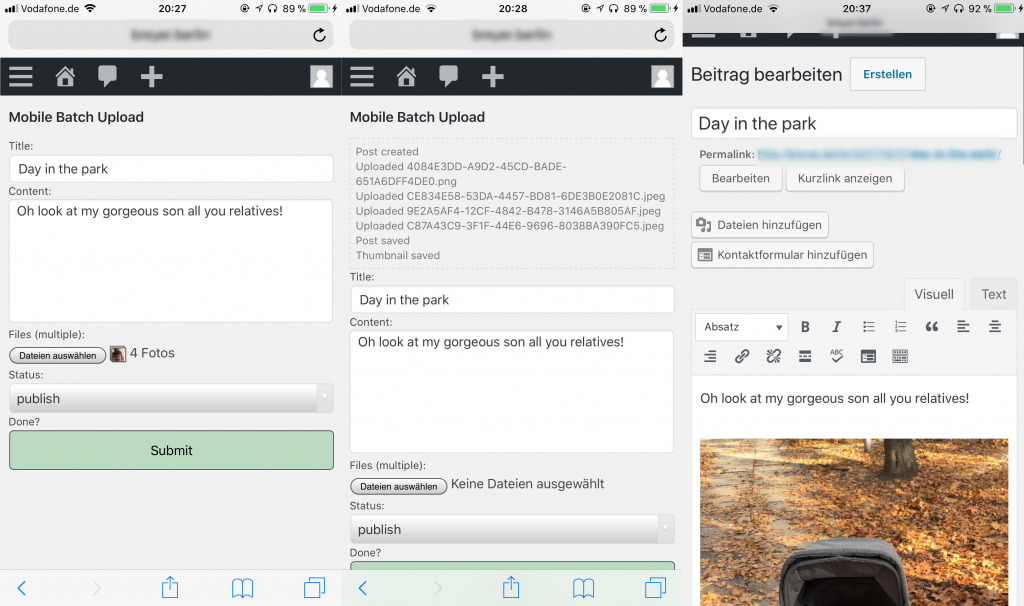 Vodafone.de
20:27
89 %
Mobile Batch Upload
Title:
Day in the park
Content:
Oh look at my gorgeous son all you relatives!
Files (multiple):
Dateien auswählen
4 Fotos
Status:
publish
Done?
Submit
Vodafone.de
20:28
89 %
Mobile Batch Upload
Post created
Uploaded 4084E3DD-A9D2-45CD-BADE-
651A6DFF4DE0.png
Uploaded CE834E58-53DA-4457-BD81-6DE3B0E2081C.jpeg
Uploaded 9E2A5AF4-12CF-4842-B478-3146A5B805AF.jpeg
Uploaded C87A43C9-3F1F-44E6-9696-8038BA390FC5.jpeg
Post saved
Thumbnail saved
Title:
Day in the park
Content:
Oh look at my gorgeous son all you relatives!
Files (multiple):
Dateien auswählen
Keine Dateien ausgewählt
Status:
publish
Done?
Vodafone.de
20:37
92 %
Beitrag bearbeiten
Erstellen
Day in the park
Permalink:
Bearbeiten
Kurzlink anzeigen
Dateien hinzufügen
Kontaktformular hinzufügen
Visuell
Text
Absatz
B
I
ABC
Oh look at my gorgeous son all you relatives!